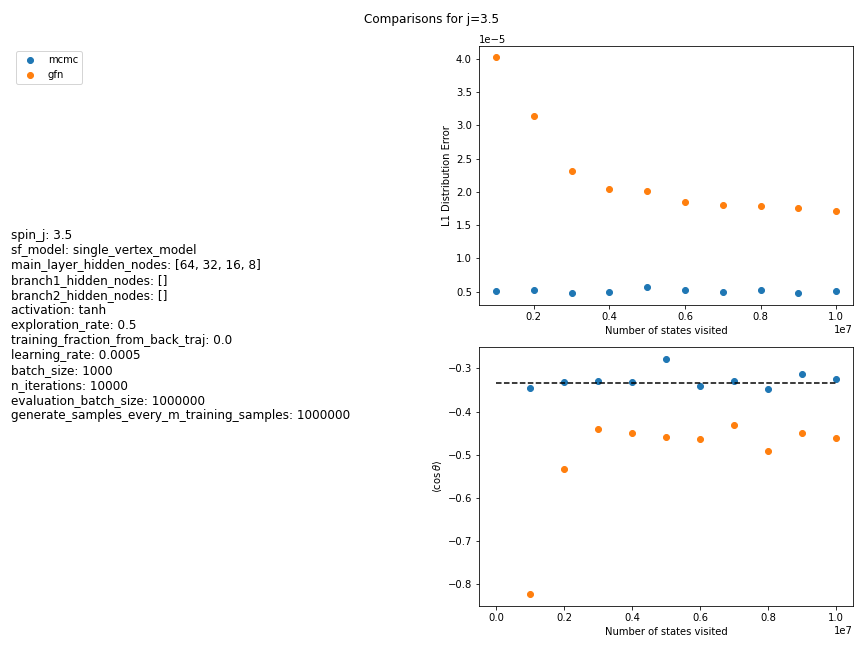 Comparisons for j=3.5
mcmc
gfn
spin_j: 3.5
sf_model: single_vertex_model
main_layer_hidden_nodes: [64, 32, 16, 8]
branch1_hidden_nodes: []
branch2_hidden_nodes: []
activation: tanh
exploration_rate: 0.5
training_fraction_from_back_traj: 0.0
learning_rate: 0.0005
batch_size: 1000
n_iterations: 10000
evaluation_batch_size: 1000000
generate_samples_every_m_training_samples: 1000000
1e−5
4.0
3.5
3.0
2.5
2.0
1.5
1.0
0.5
L1 Distribution Error
0.2 0.4 0.6 0.8 1.0
1e7
Number of states visited
−0.3
−0.4
−0.5
−0.6
−0.7
−0.8
⟨cos θ⟩
0.0 0.2 0.4 0.6 0.8 1.0
1e7
Number of states visited